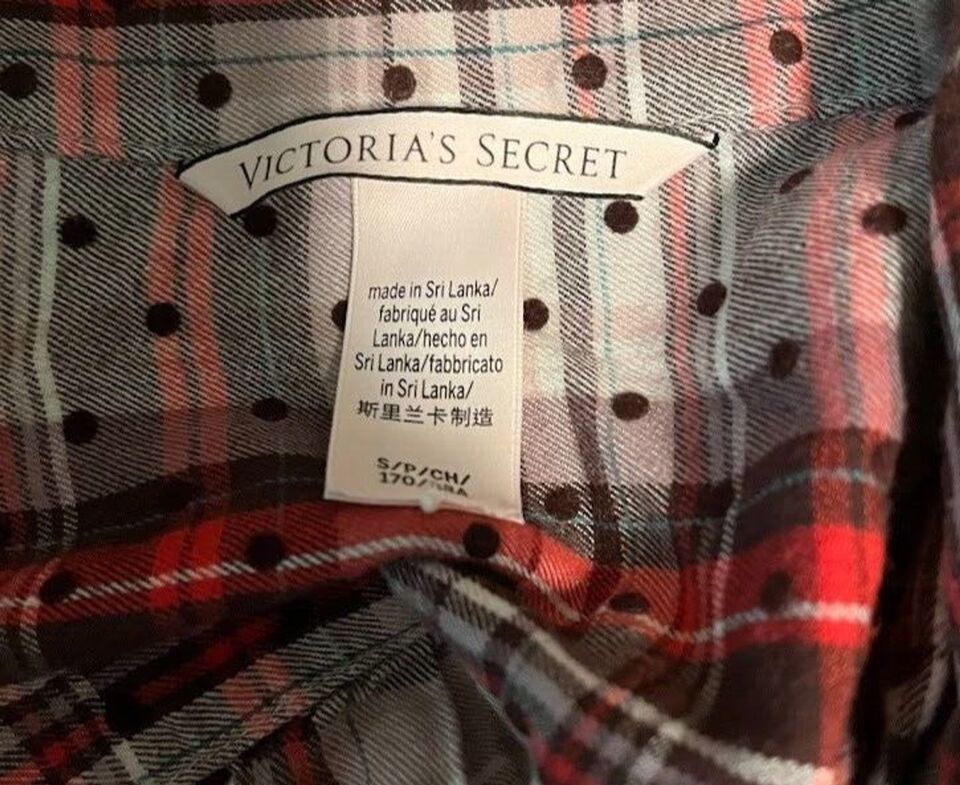 VICTORIA'S SECRET
made in Sri Lanka/
fabriqué au Sri
Lanka/hecho en
Sri Lanka/fabbricato
in Sri Lanka/
斯里兰卡制造
S/P/CH/